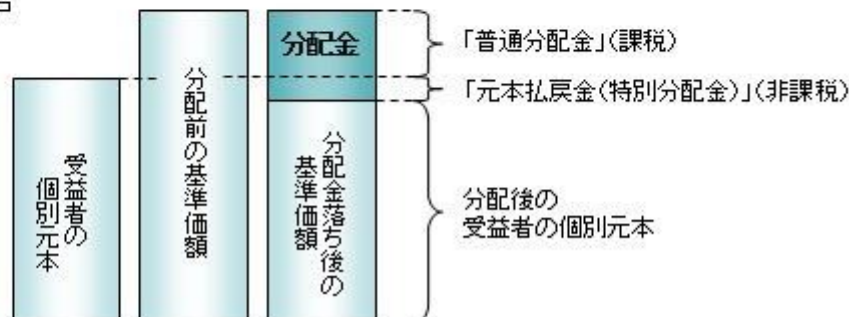 分配金
「普通分配金」(課税)
「元本払戻金(特別分配金)」(非課税)
受益者の
個別元本
分配前の基準価額
分配金落ち後の
基準価額
分配後の
受益者の個別元本